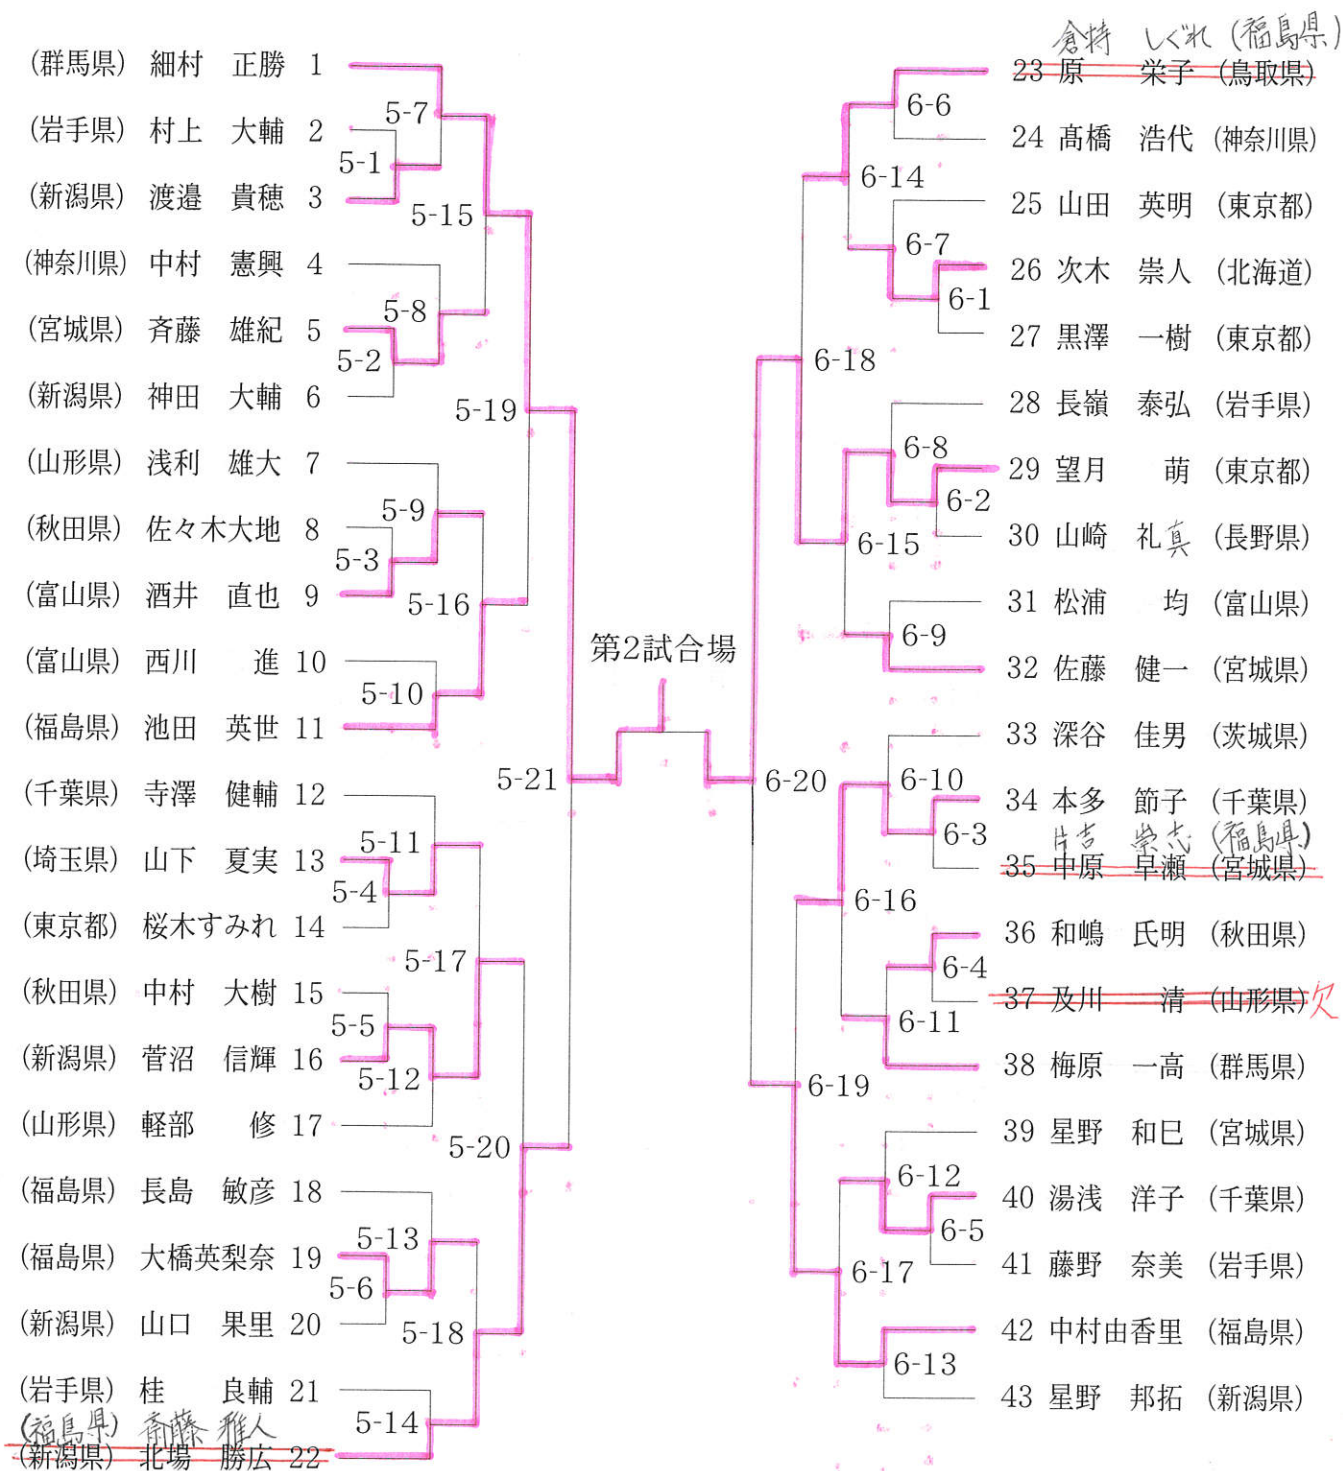 (群馬県) 細村 正勝 1
(岩手県) 村上 大輔 2
(新潟県) 渡邉 貴穂 3
(神奈川県) 中村 憲興 4
(宮城県) 斉藤 雄紀 5
(新潟県) 神田 大輔 6
(山形県) 浅利 雄大 7
(秋田県) 佐々木大地 8
(富山県) 酒井 直也 9
(富山県) 西川 進 10
(福島県) 池田 英世 11
(千葉県) 寺澤 健輔 12
(埼玉県) 山下 夏実 13
(東京都) 桜木すみれ 14
(秋田県) 中村 大樹 15
(新潟県) 菅沼 信輝 16
(山形県) 軽部 修 17
(福島県) 長島 敏彦 18
(福島県) 大橋英梨奈 19
(新潟県) 山口 果里 20
(岩手県) 桂 良輔 21
(福島県) 斎藤 雅人
(新潟県) 北場 勝広 22
5-7
5-1
5-15
5-8
5-2
5-19
5-9
5-3
5-16
5-10
5-21
5-11
5-4
5-17
5-5
5-12
5-20
5-13
5-6
5-18
5-14
第2試合場
6-6
6-14
6-7
6-1
6-18
6-8
6-2
6-15
6-9
6-20
6-10
6-3
6-16
6-4
6-11
6-19
6-12
6-5
6-17
6-13
倉持 しぐれ (福島県)
23 原 栄子 (鳥取県)
24 髙橋 浩代 (神奈川県)
25 山田 英明 (東京都)
26 次木 崇人 (北海道)
27 黒澤 一樹 (東京都)
28 長嶺 泰弘 (岩手県)
29 望月 萌 (東京都)
30 山崎 礼真 (長野県)
31 松浦 均 (富山県)
32 佐藤 健一 (宮城県)
33 深谷 佳男 (茨城県)
34 本多 節子 (千葉県)
片吉 崇志 (福島県)
35 中原 早瀬 (宮城県)
36 和嶋 氏明 (秋田県)
37 及川 清 (山形県) 欠
38 梅原 一高 (群馬県)
39 星野 和巳 (宮城県)
40 湯浅 洋子 (千葉県)
41 藤野 奈美 (岩手県)
42 中村由香里 (福島県)
43 星野 邦拓 (新潟県)